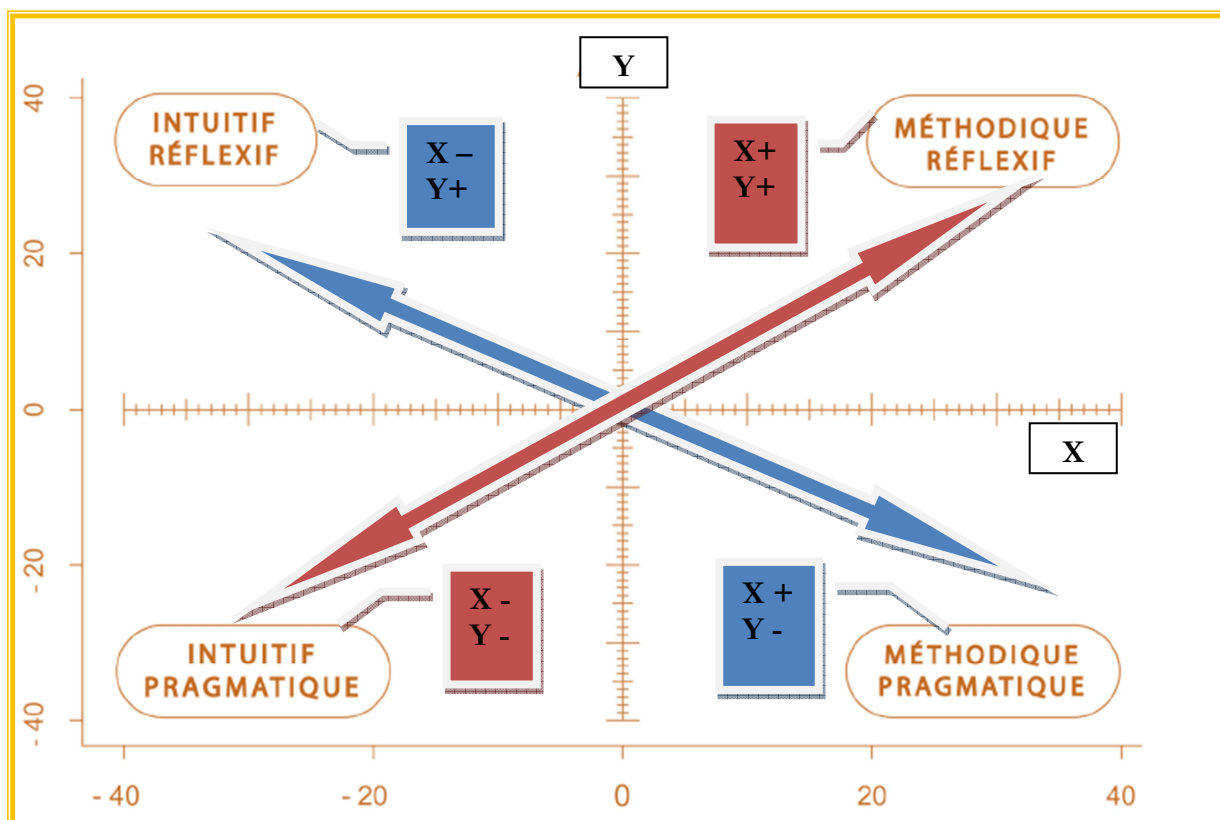 Y
40
INTUITIF
RÉFLEXIF
X –
Y+
X+
Y+
MÉTHODIQUE
RÉFLEXIF
20
0
X
- 20
X -
Y -
X +
Y -
INTUITIF
PRAGMATIQUE
MÉTHODIQUE
PRAGMATIQUE
- 40
- 40
- 20
0
20
40